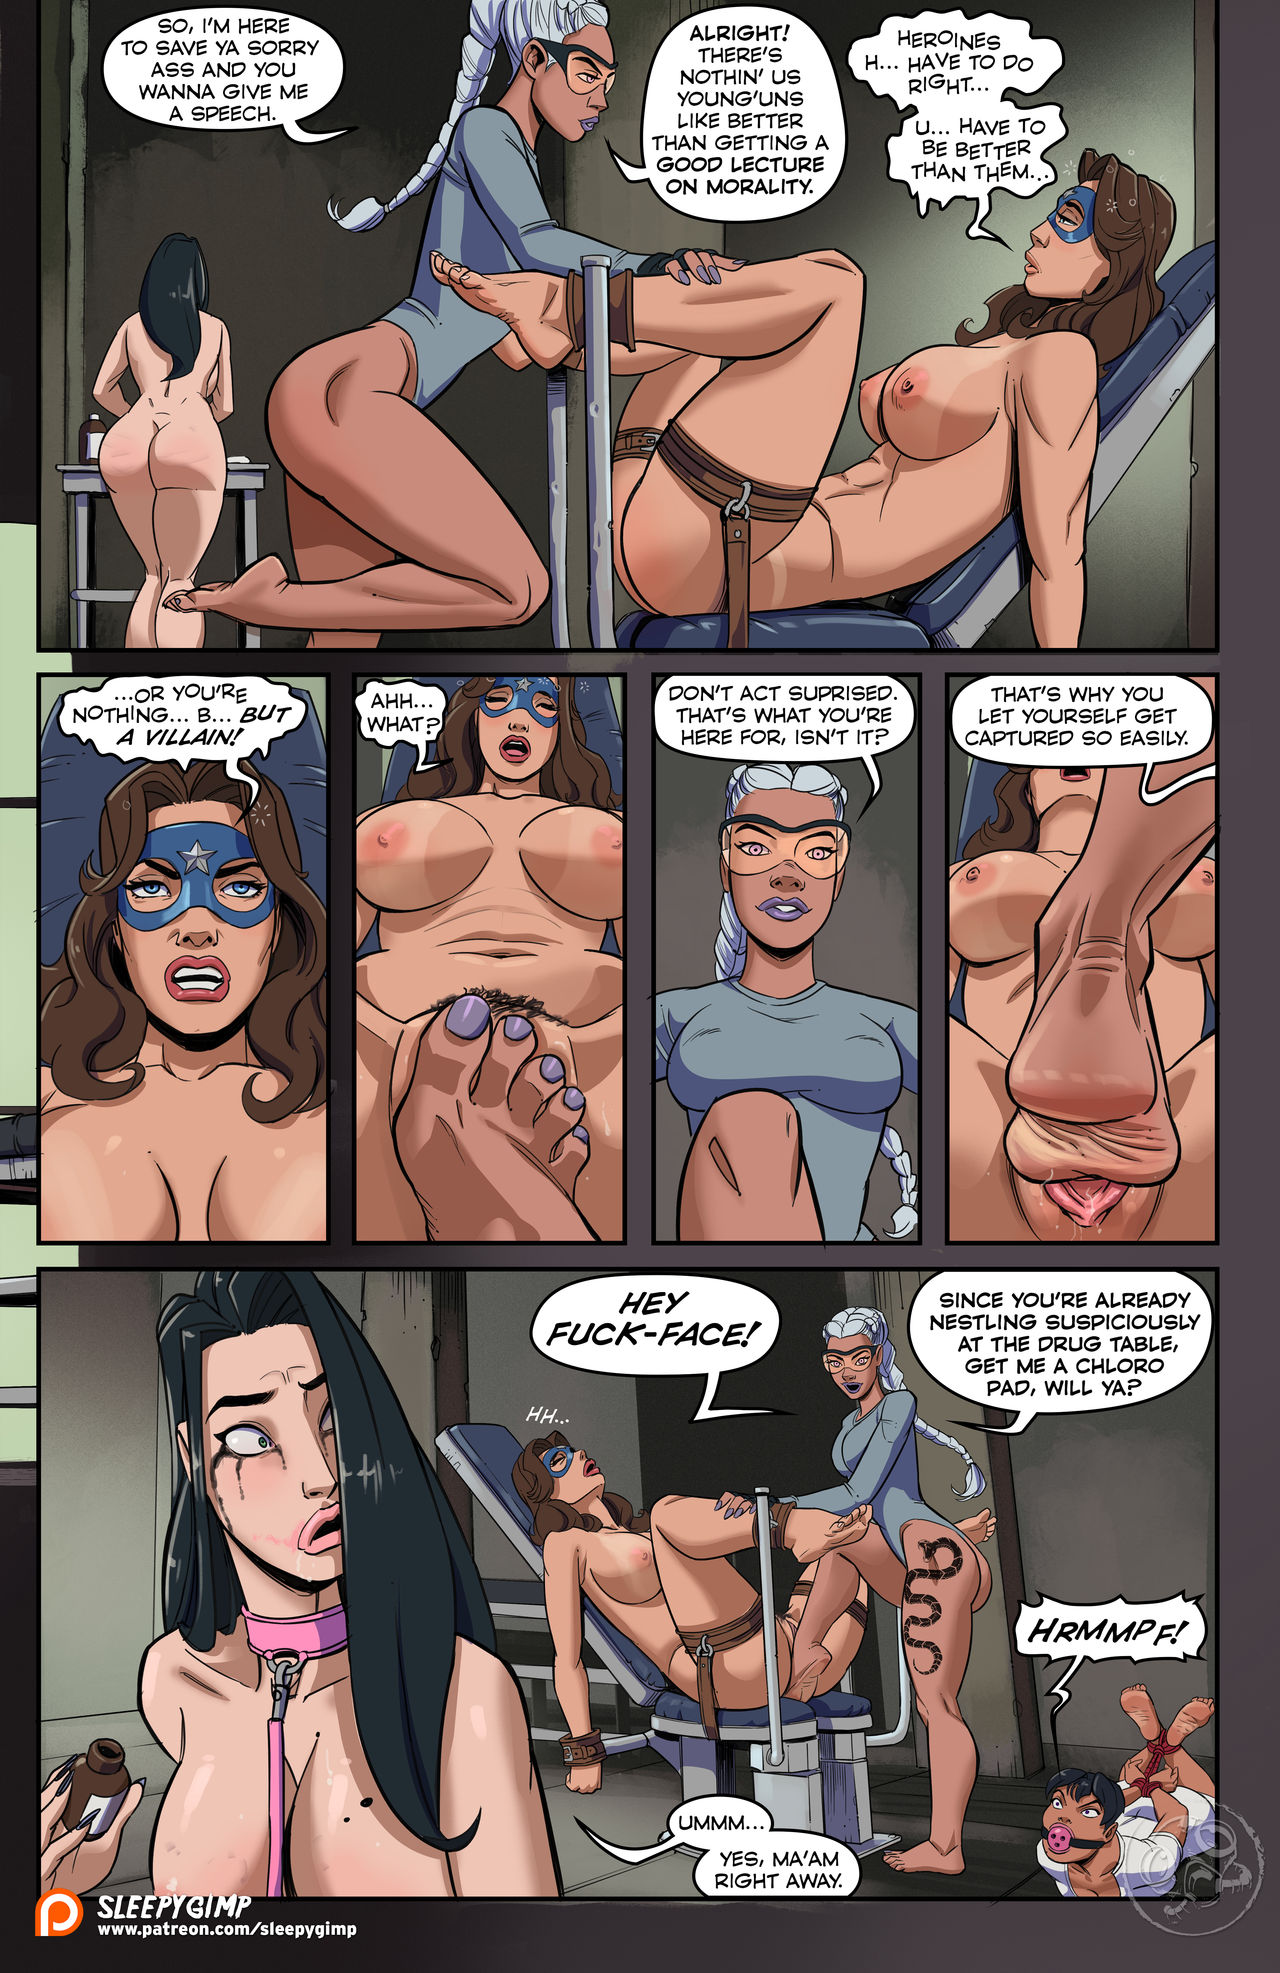 SO, I'M HERE
TO SAVE YA SORRY
ASS AND YOU
WANNA GIVE ME
A SPEECH.
ALRIGHT!
THERE'S
NOTHIN' US
YOUNG'UNS
LIKE BETTER
THAN GETTING A
GOOD LECTURE
ON MORALITY.
HEROINES
H... HAVE TO DO
RIGHT...
U... HAVE TO
BE BETTER
THAN THEM...
...OR YOU'RE
NOTHING... B... BUT
A VILLAIN!
AHH...
WHAT?
DON'T ACT SUPRISED.
THAT'S WHAT YOU'RE
HERE FOR, ISN'T IT?
THAT'S WHY YOU
LET YOURSELF GET
CAPTURED SO EASILY.
HEY
FUCK-FACE!
SINCE YOU'RE ALREADY
NESTLING SUSPICIOUSLY
AT THE DRUG TABLE,
GET ME A CHLORO
PAD, WILL YA?
HH...
HRMMPF!
UMMM...
YES, MA'AM
RIGHT AWAY.
SLEEPYGIMP
www.patreon.com/sleepygimp